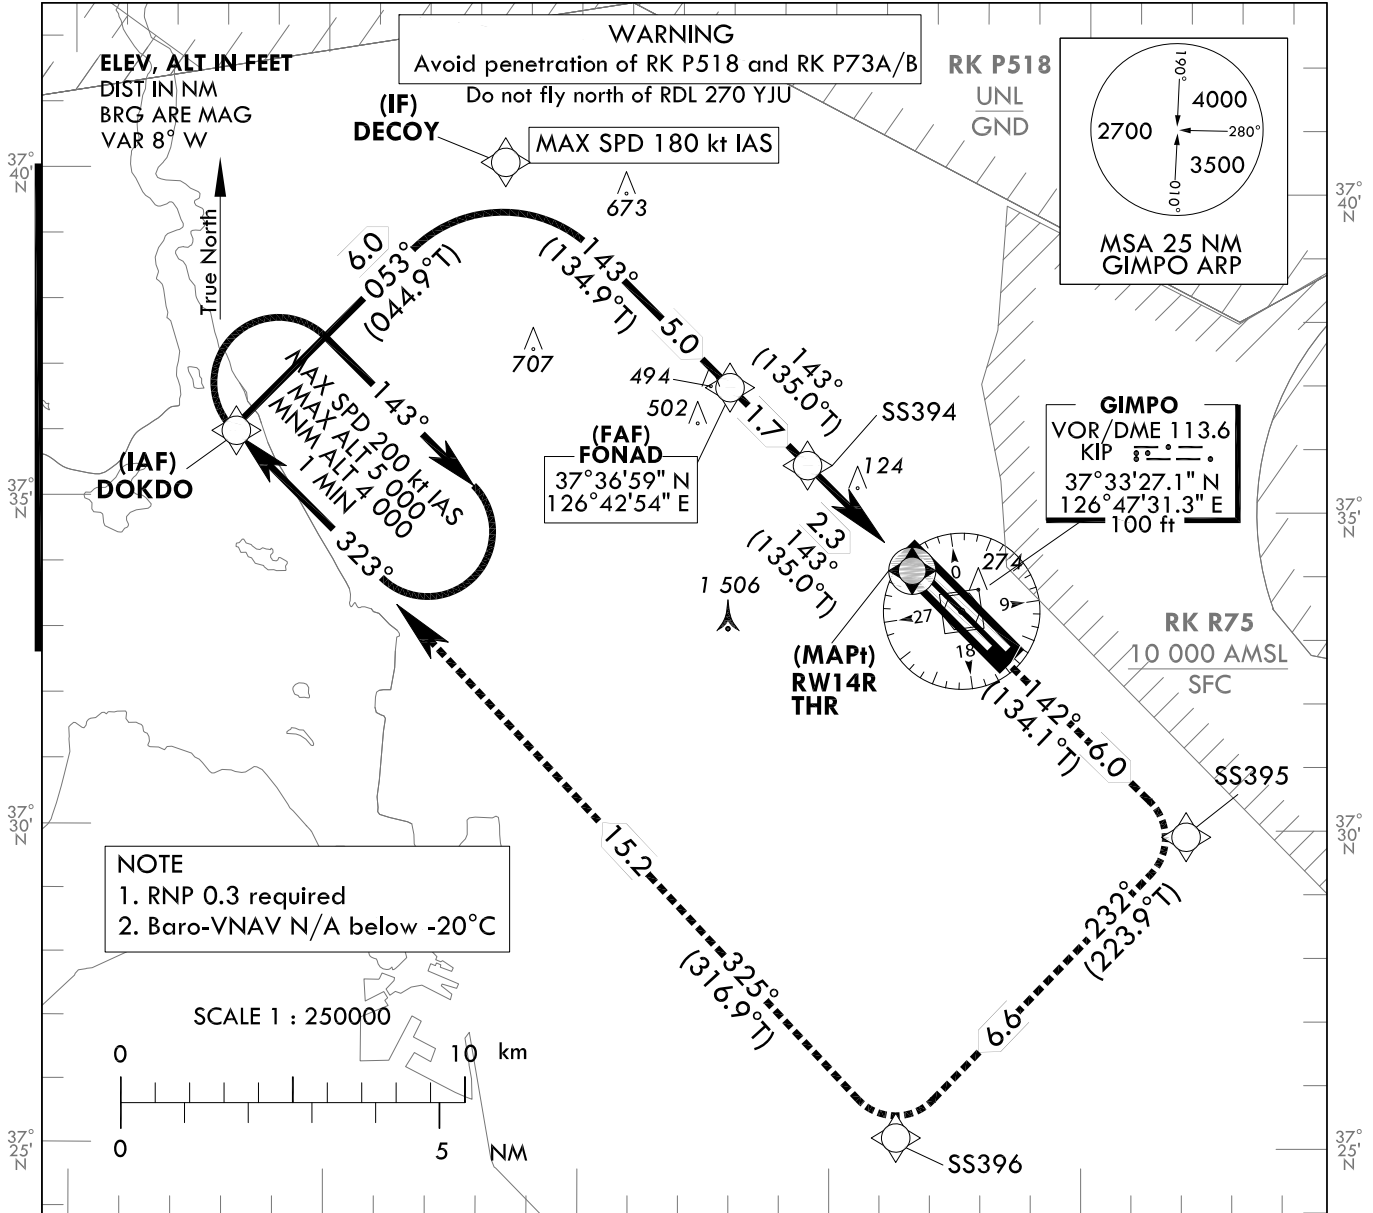 WARNING
Avoid penetration of RK P518 and RK P73A/B
Do not fly north of RDL 270 YJU
ELEV, ALT IN FEET
DIST IN NM
BRG ARE MAG
VAR 8° W
True North
(IF)
DECOY
MAX SPD 180 kt IAS
RK P518
UNL
GND
190°
4000
2700
280°
3500
010°
MSA 25 NM
GIMPO ARP
37°
40'
N
37°
40'
N
673
6.0
053°
(044.9°T)
143°
(134.9°T)
5.0
707
494
502
143°
(135.0°T)
1.7
SS394
(FAF)
FONAD
37°36'59" N
126°42'54" E
124
GIMPO
VOR/DME 113.6
KIP
37°33'27.1" N
126°47'31.3" E
100 ft
(IAF)
DOKDO
MAX SPD 200 kt IAS
MAX ALT 5 000
MNM ALT 4 000
1 MIN
143°
323°
37°
35'
N
37°
35'
N
2.3
143°
(135.0°T)
1 506
274
0
9
18
27
(MAPt)
RW14R
THR
RK R75
10 000 AMSL
SFC
142°
(134.1°T)
6.0
SS395
37°
30'
N
37°
30'
N
15.2
NOTE
1. RNP 0.3 required
2. Baro-VNAV N/A below -20°C
232°
(223.9°T)
325°
(316.9°T)
6.6
SCALE 1 : 250000
0
10 km
0
5
NM
SS396
37°
25'
N
37°
25'
N